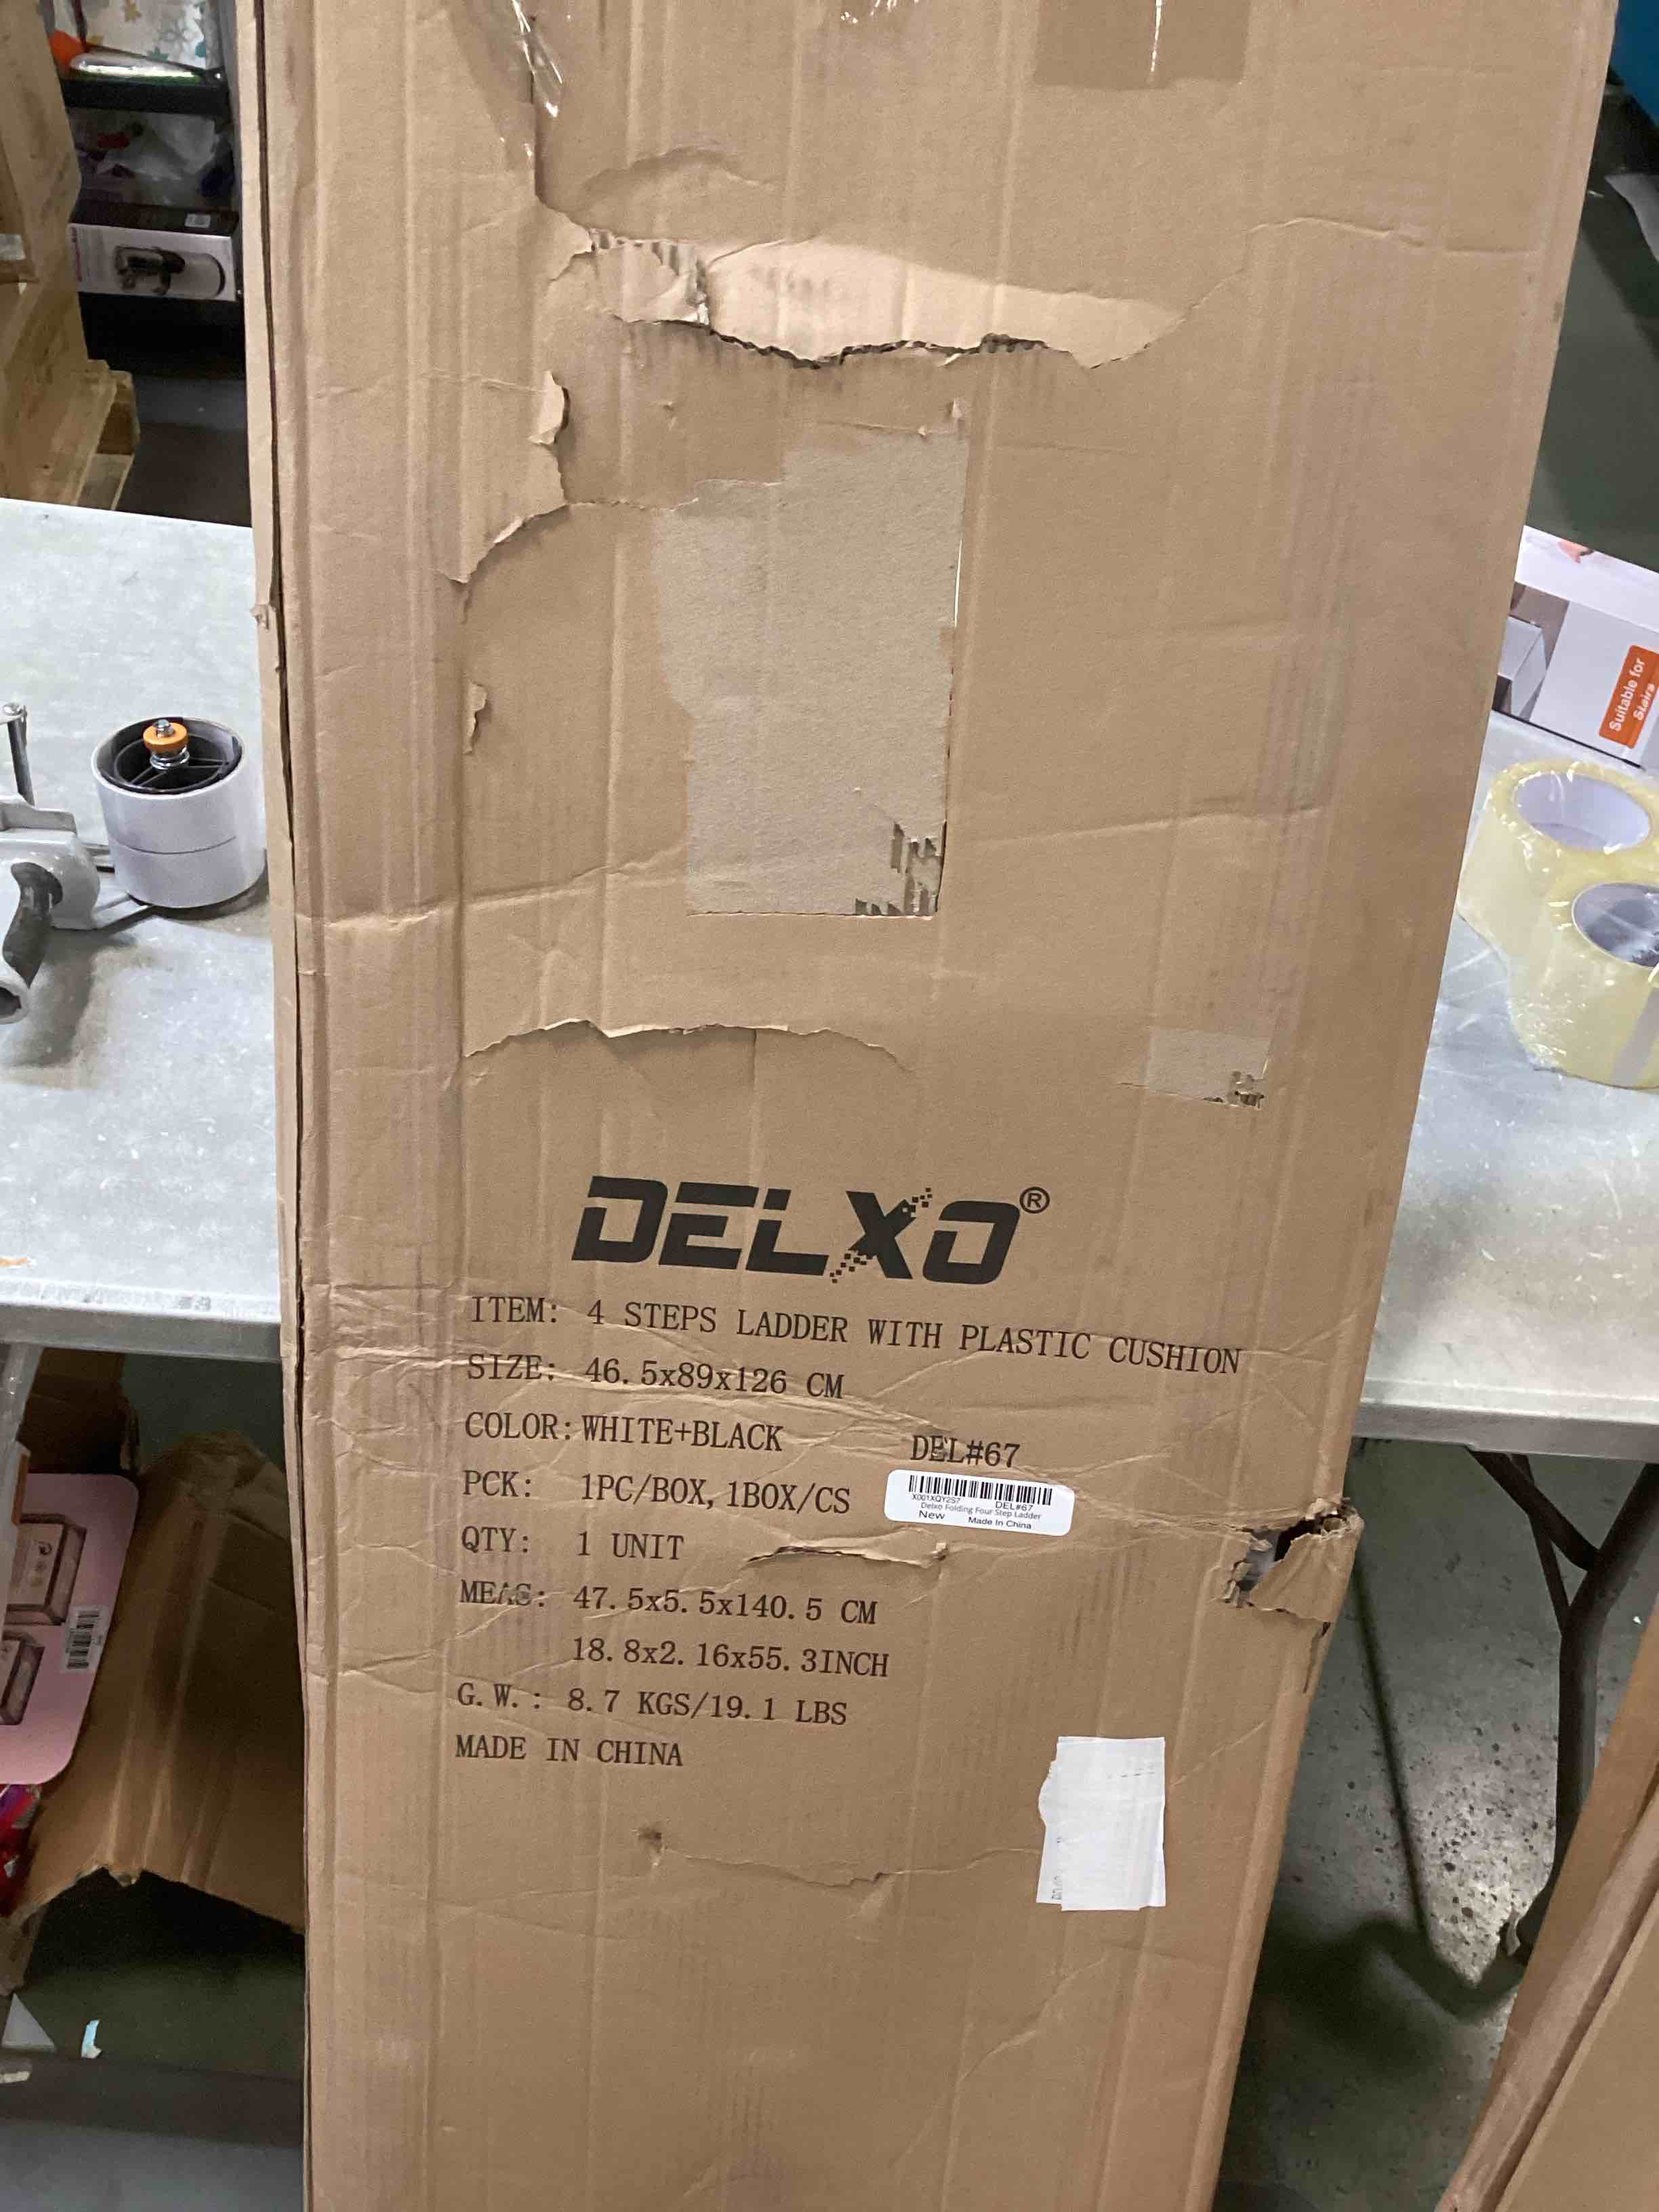 DELXO®
ITEM: 4 STEPS LADDER WITH PLASTIC CUSHION
SIZE: 46.5x89x126 CM
COLOR: WHITE+BLACK
DEL#67
PCK: 1PC/BOX, 1BOX/CS
X001XQY2S7 DEL#67
Delxo Folding Four Step Ladder
New Made In China
QTY: 1 UNIT
MEAS: 47.5x5.5x140.5 CM
18.8x2.16x55.3INCH
G.W.: 8.7 KGS/19.1 LBS
MADE IN CHINA
Suitable for
Stairs